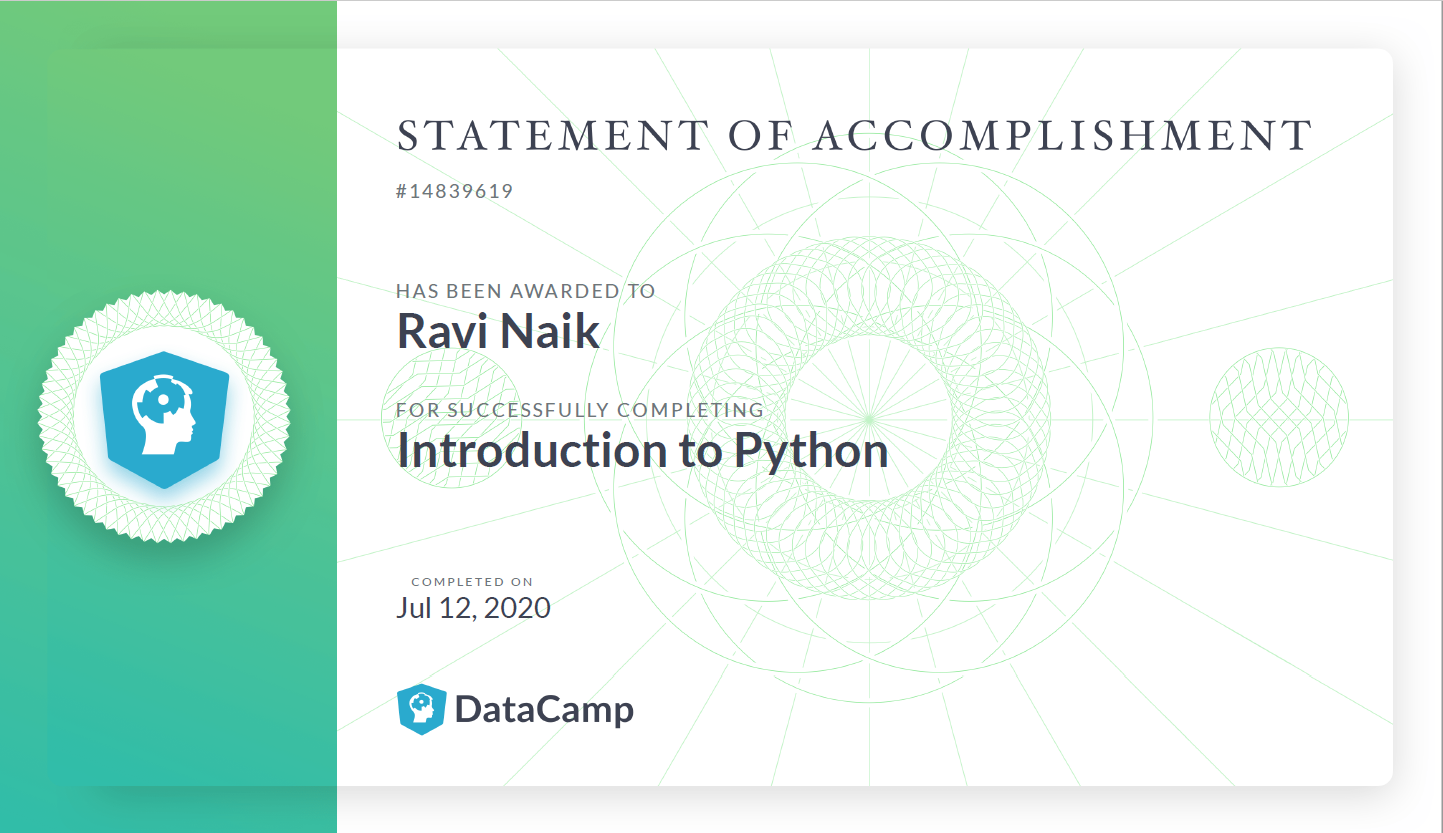 STATEMENT OF ACCOMPLISHMENT
#14839619
HAS BEEN AWARDED TO
Ravi Naik
FOR SUCCESSFULLY COMPLETING
Introduction to Python
COMPLETED ON
Jul 12, 2020
DataCamp